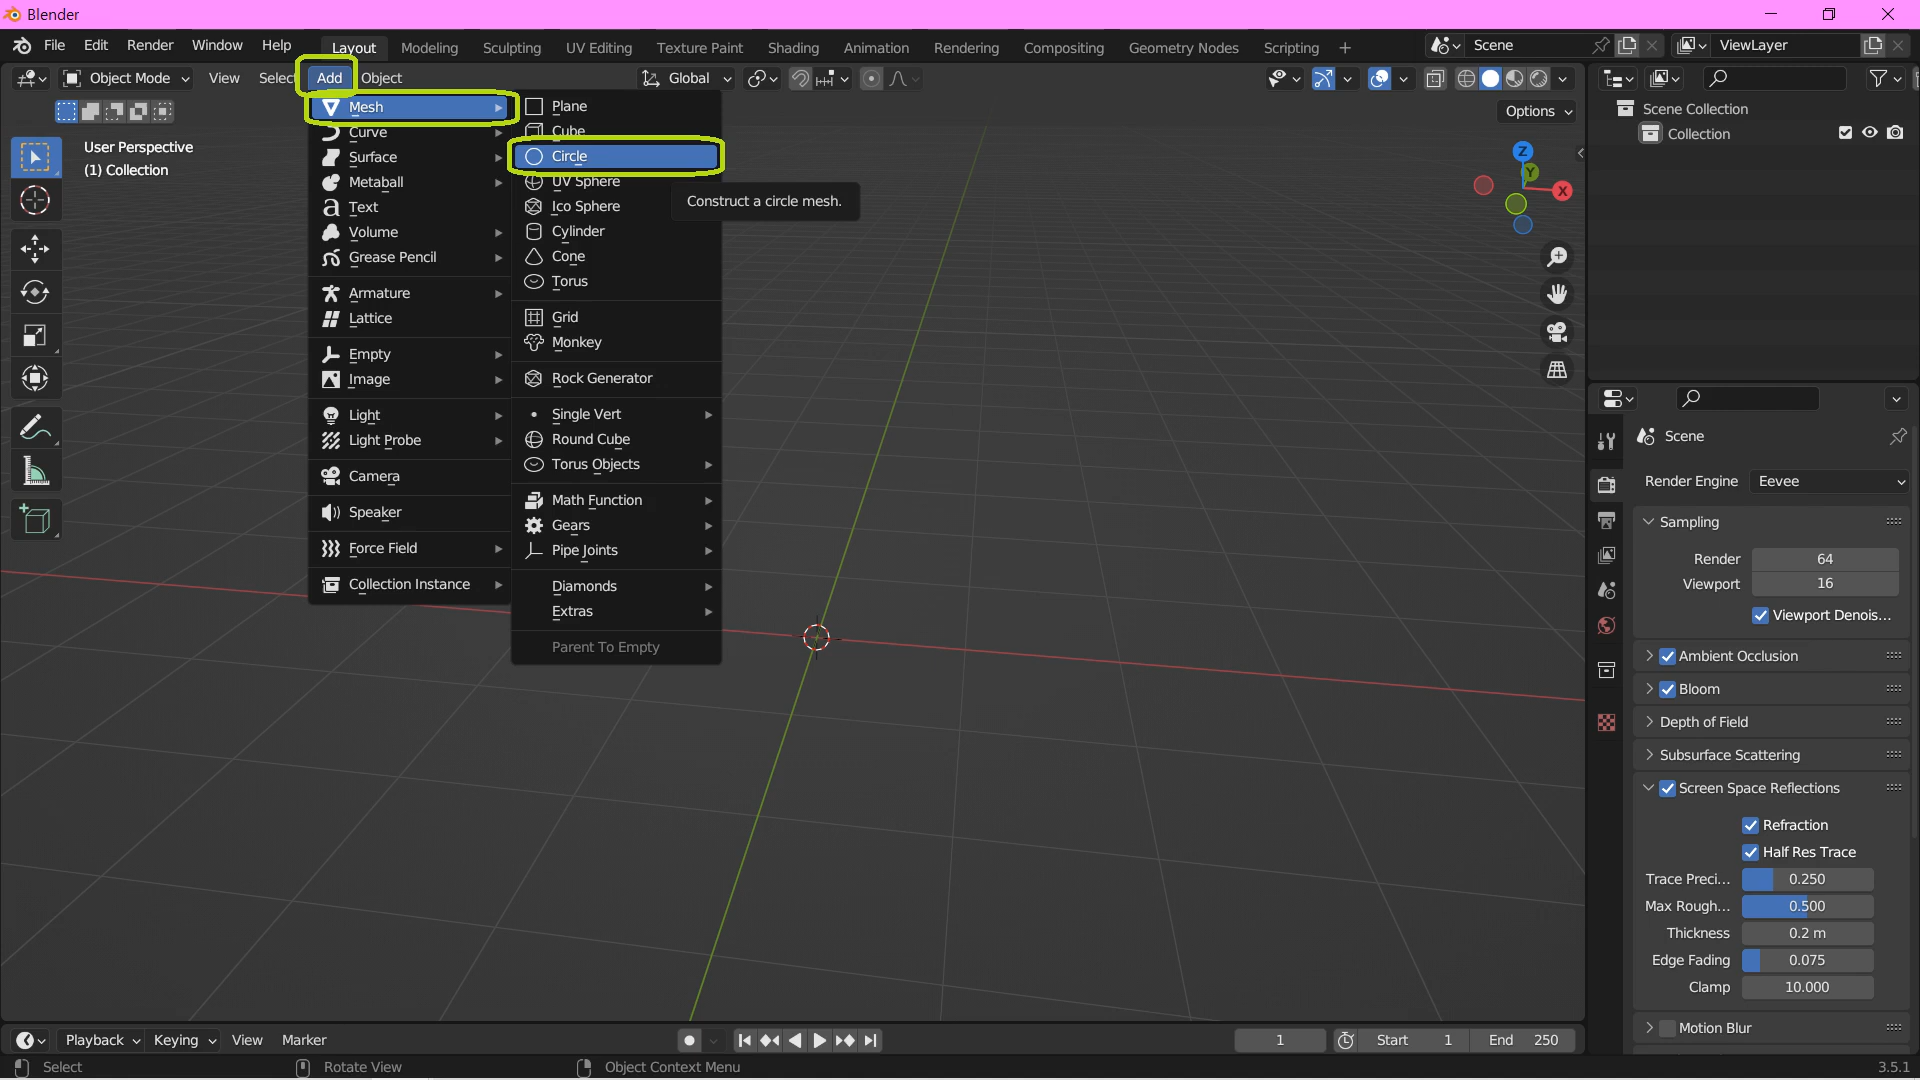 Blender
File Edit Render Window Help Layout Modeling Sculpting UV Editing Texture Paint Shading Animation Rendering Compositing Geometry Nodes Scripting + Scene ViewLayer
Object Mode View Select Add Object Global
Options
User Perspective
(1) Collection
Mesh
Curve
Surface
Metaball
Text
Volume
Grease Pencil
Armature
Lattice
Empty
Image
Light
Light Probe
Camera
Speaker
Force Field
Collection Instance
Plane
Cube
Circle
UV Sphere
Ico Sphere
Cylinder
Cone
Torus
Grid
Monkey
Rock Generator
Single Vert
Round Cube
Torus Objects
Math Function
Gears
Pipe Joints
Diamonds
Extras
Parent To Empty
Construct a circle mesh.
Z
Y
X
Scene Collection
Collection
Scene
Render Engine Eevee
Sampling
Render 64
Viewport 16
Viewport Denois...
Ambient Occlusion
Bloom
Depth of Field
Subsurface Scattering
Screen Space Reflections
Refraction
Half Res Trace
Trace Preci... 0.250
Max Rough... 0.500
Thickness 0.2 m
Edge Fading 0.075
Clamp 10.000
Motion Blur
Playback Keying View Marker 1 Start 1 End 250
Select Rotate View Object Context Menu 3.5.1